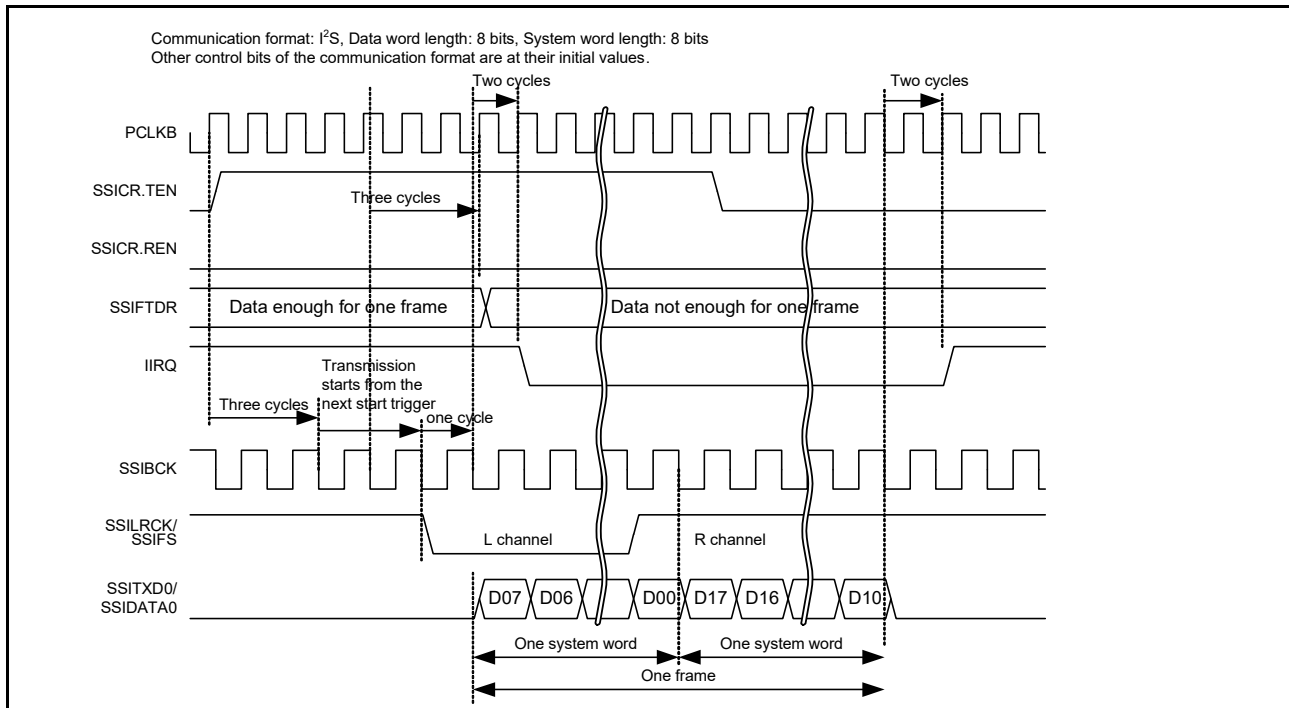 Communication format: I2S, Data word length: 8 bits, System word length: 8 bits
Other control bits of the communication format are at their initial values.
Two cycles
Two cycles
PCLKB
SSICR.TEN
Three cycles
SSICR.REN
SSIFTDR
Data enough for one frame
Data not enough for one frame
IIRQ
Transmission
starts from the
next start trigger
Three cycles
one cycle
SSIBCK
SSILRCK/
SSIFS
L channel
R channel
SSITXD0/
SSIDATA0
D07
D06
D00
D17
D16
D10
One system word
One system word
One frame